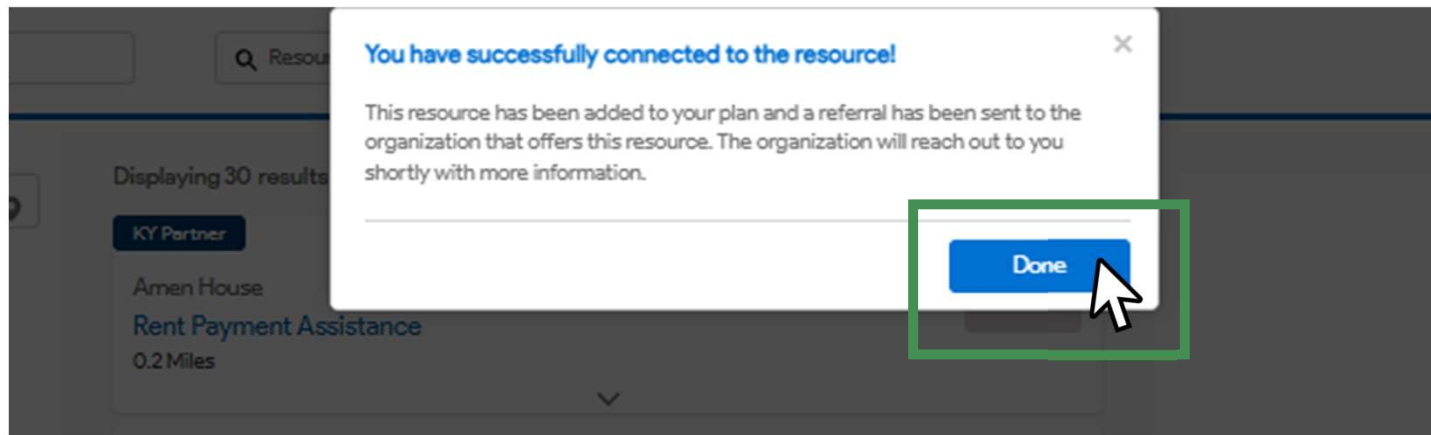 Resour
You have successfully connected to the resource!
This resource has been added to your plan and a referral has been sent to the
organization that offers this resource. The organization will reach out to you
shortly with more information.
Done
Displaying 30 results
KY Partner
Amen House
Rent Payment Assistance
0.2 Miles